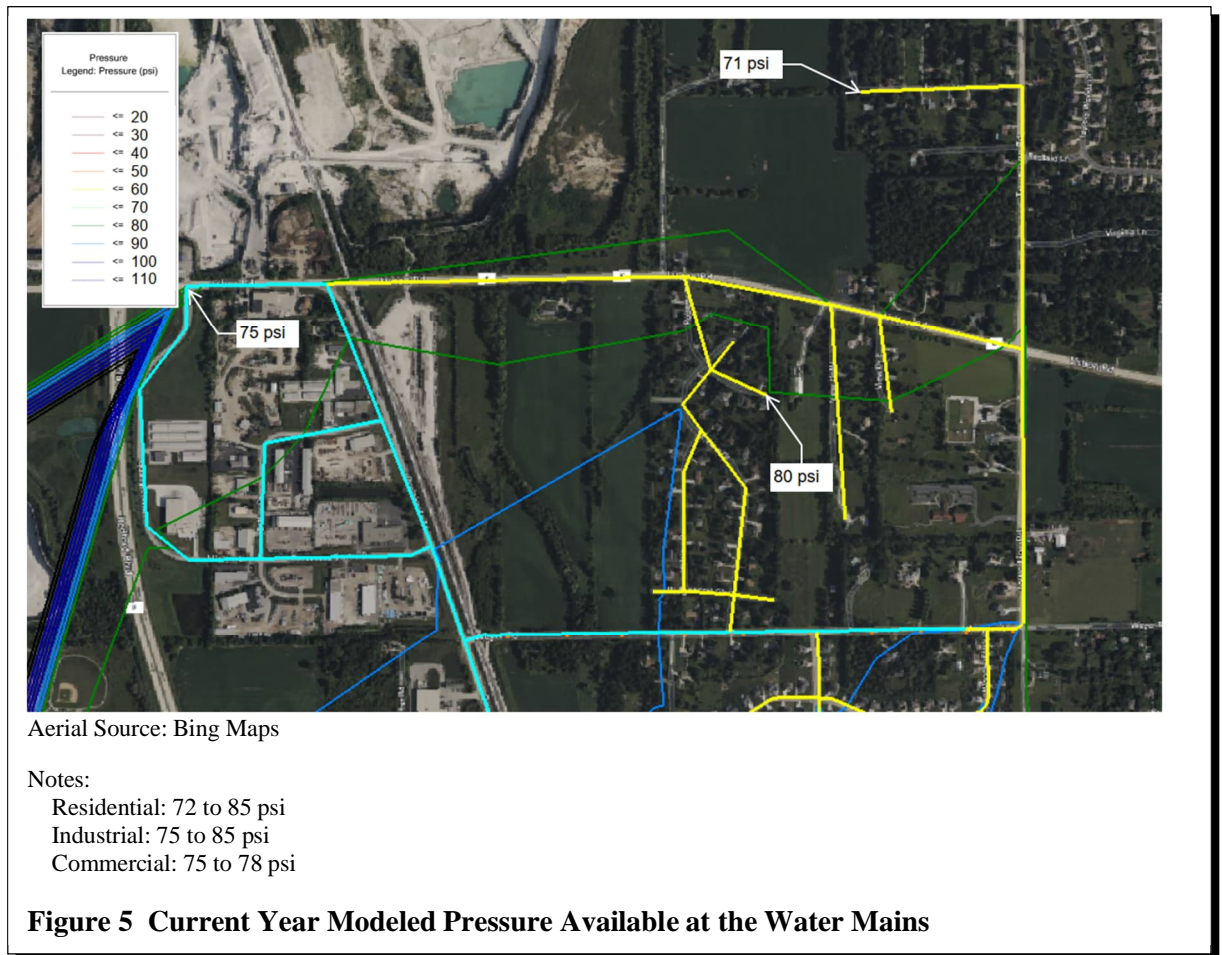 Pressure
Legend: Pressure (psi)
<= 20
<= 30
<= 40
<= 50
<= 60
<= 70
<= 80
<= 90
<= 100
<= 110
71 psi
75 psi
80 psi
Virginia Ln
Aerial Source: Bing Maps
Notes:
Residential: 72 to 85 psi
Industrial: 75 to 85 psi
Commercial: 75 to 78 psi
Figure 5 Current Year Modeled Pressure Available at the Water Mains